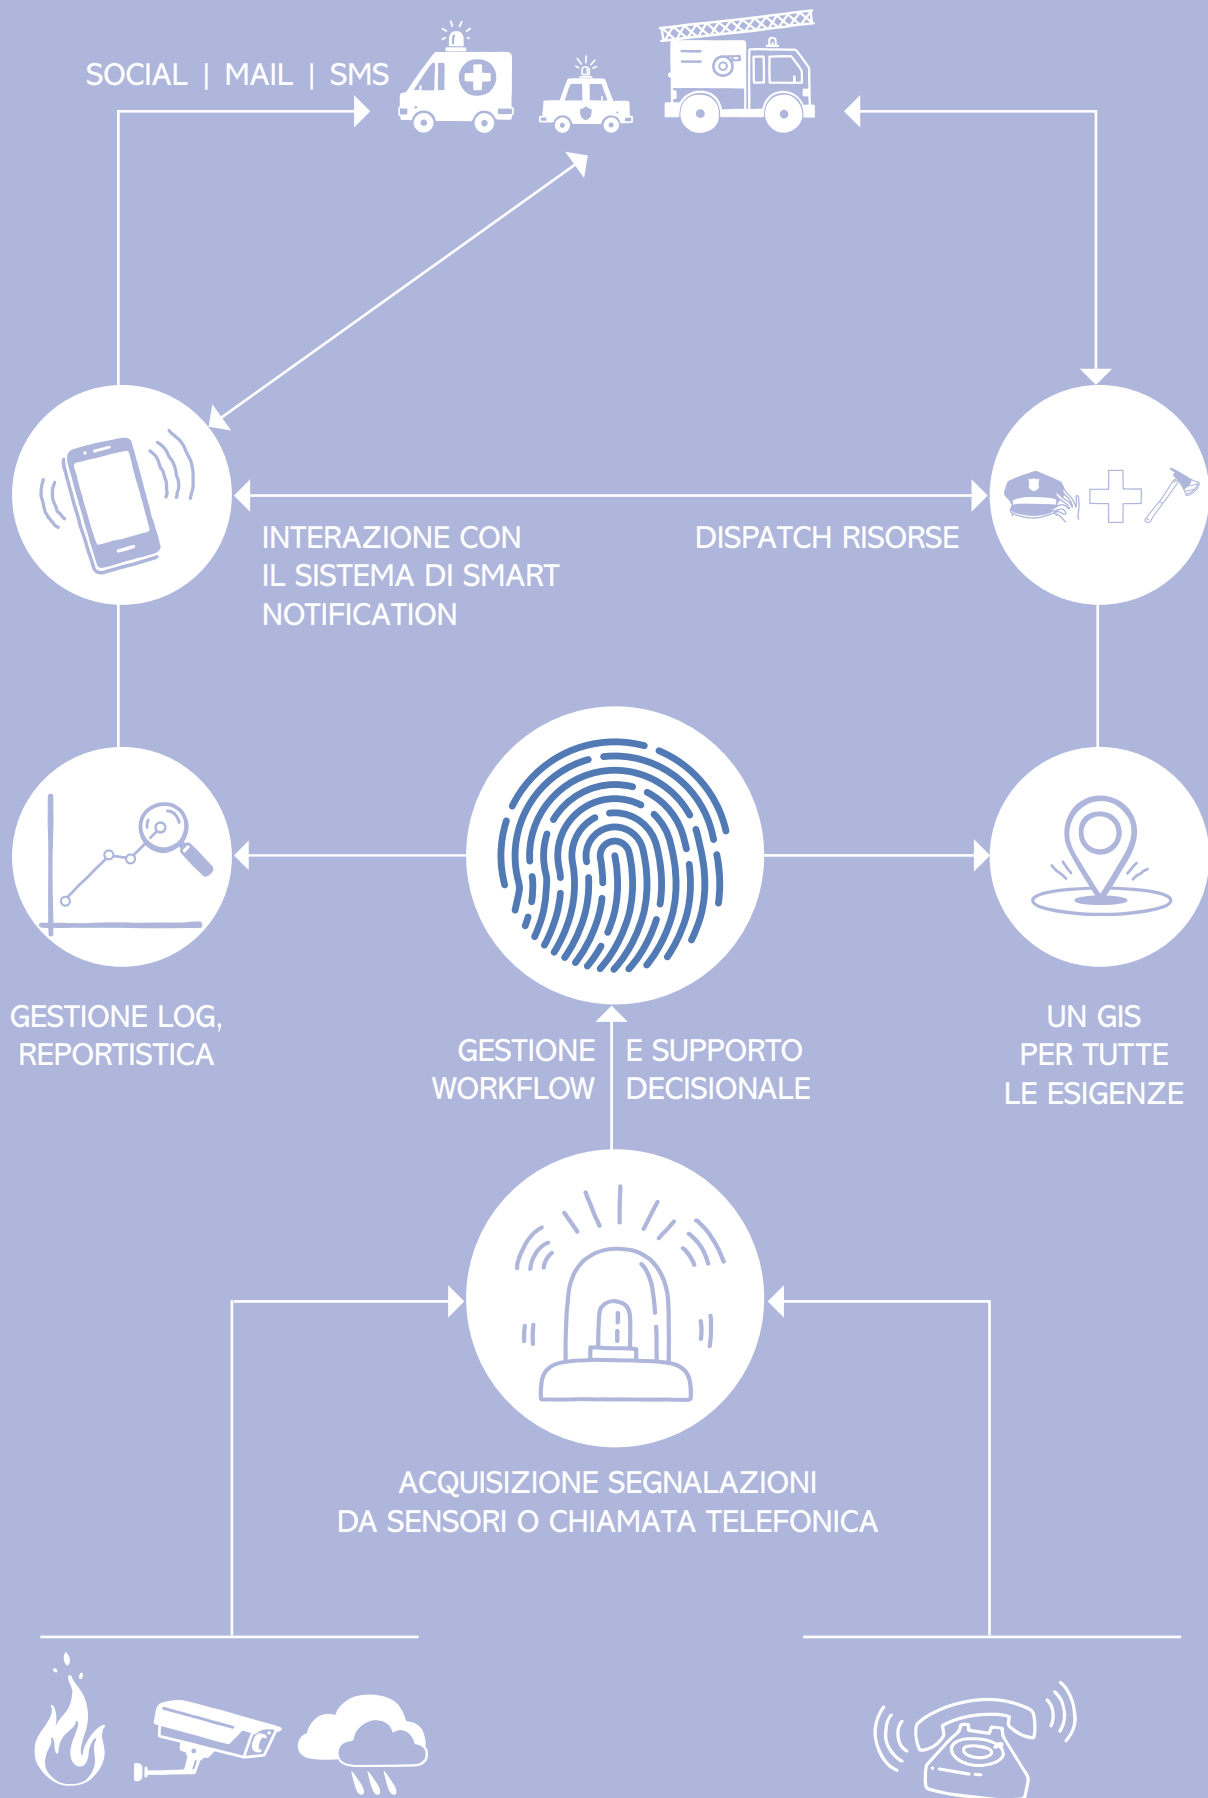 SOCIAL | MAIL | SMS
INTERAZIONE CON
IL SISTEMA DI SMART
NOTIFICATION
DISPATCH RISORSE
GESTIONE LOG,
REPORTISTICA
GESTIONE E SUPPORTO
WORKFLOW DECISIONALE
UN GIS
PER TUTTE
LE ESIGENZE
ACQUISIZIONE SEGNALAZIONI
DA SENSORI O CHIAMATA TELEFONICA